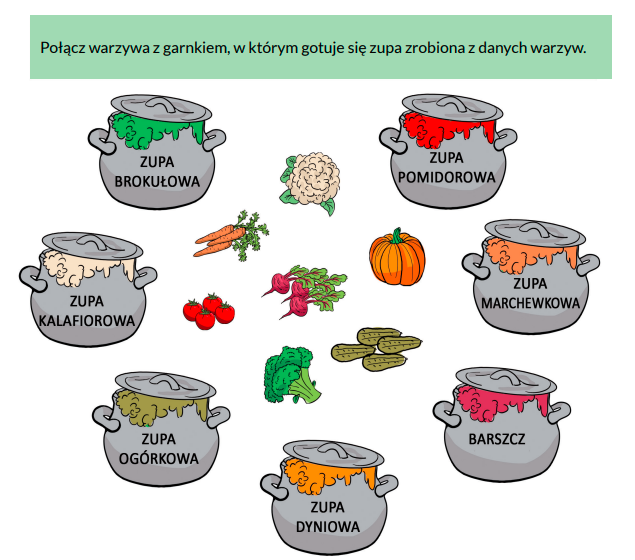 Połącz warzywa z garnkiem, w którym gotuje się zupa zrobiona z danych warzyw.
ZUPA
BROKUŁOWA
ZUPA
POMIDOROWA
ZUPA
KALAFIOROWA
ZUPA
MARCHEWKOWA
ZUPA
OGÓRKOWA
BARSZCZ
ZUPA
DYNIOWA